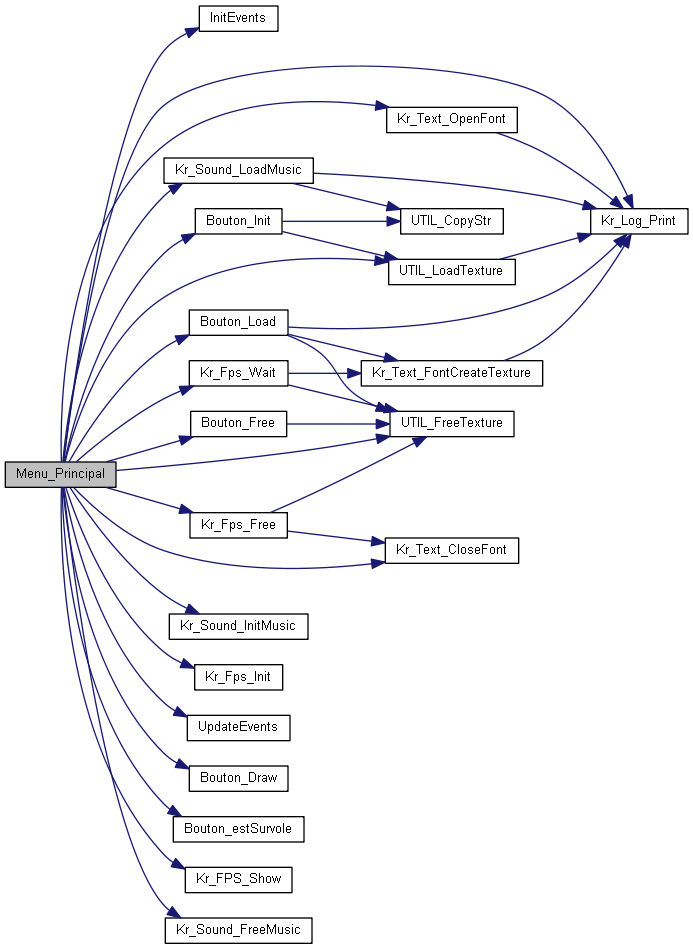 InitEvents
Kr_Text_OpenFont
Kr_Sound_LoadMusic
Bouton_Init
UTIL_CopyStr
Kr_Log_Print
UTIL_LoadTexture
Bouton_Load
Kr_Fps_Wait
Kr_Text_FontCreateTexture
Bouton_Free
UTIL_FreeTexture
Menu_Principal
Kr_Fps_Free
Kr_Text_CloseFont
Kr_Sound_InitMusic
Kr_Fps_Init
UpdateEvents
Bouton_Draw
Bouton_estSurvole
Kr_FPS_Show
Kr_Sound_FreeMusic